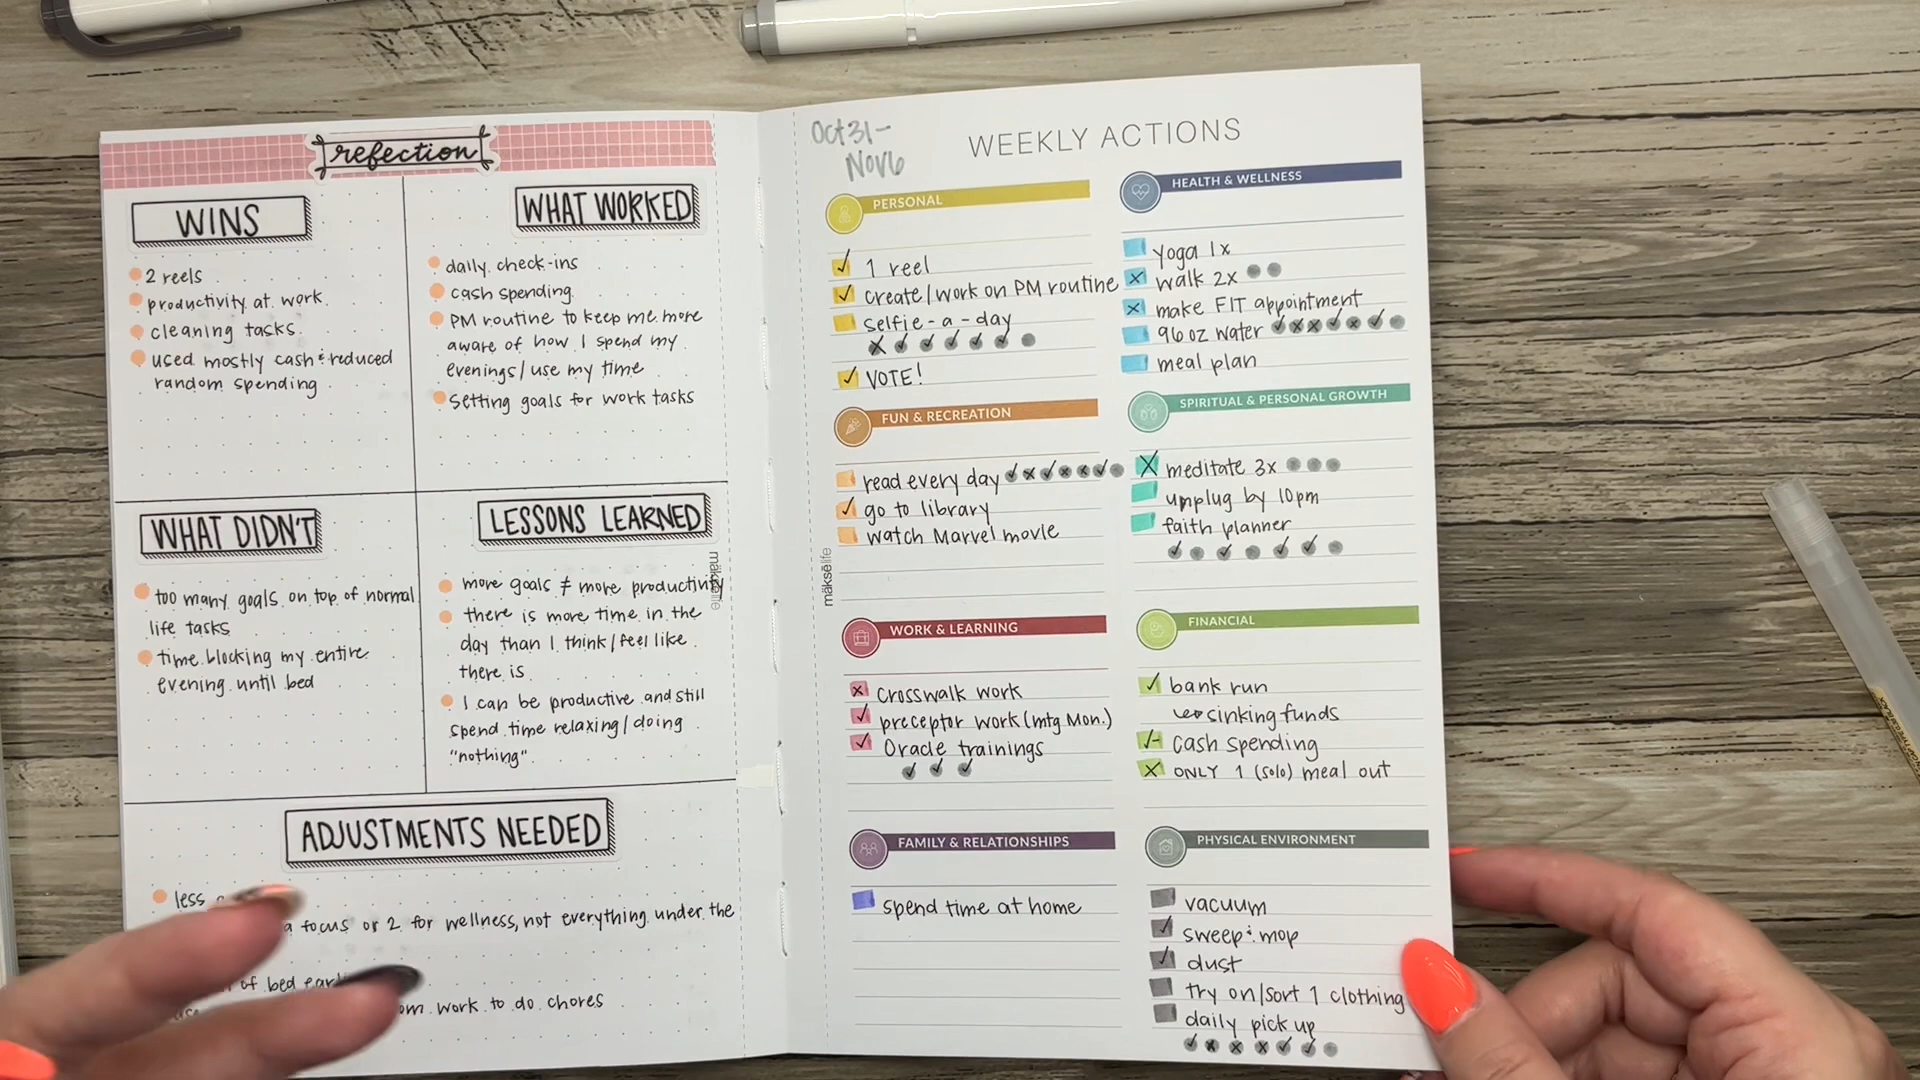 refection
WINS
2 reels
productivity at work
cleaning tasks
used mostly cash & reduced
random spending
WHAT WORKED
daily check-ins
cash spending
PM routine to keep me more
aware of how I spend my
evenings/use my time
setting goals for work tasks
WHAT DIDN'T
too many goals on top of normal
life tasks
time blocking my entire
evening until bed
LESSONS LEARNED
more goals ≠ more productivity
there is more time in the
day than I think/feel like
there is
I can be productive and still
spend time relaxing/doing
"nothing"
mäkselife
ADJUSTMENTS NEEDED
less
a focus or 2 for wellness, not everything under the
of bed
work to do chores
Oct 31-
Nov 6
WEEKLY ACTIONS
PERSONAL
1 reel
create/work on PM routine
selfie-a-day
VOTE!
FUN & RECREATION
read every day
go to library
watch Marvel movie
mäkselife
WORK & LEARNING
crosswalk work
preceptor work (mtg Mon.)
Oracle trainings
FAMILY & RELATIONSHIPS
spend time at home
HEALTH & WELLNESS
yoga 1x
walk 2x
make FIT appointment
96 oz water
meal plan
SPIRITUAL & PERSONAL GROWTH
meditate 3x
unplug by 10pm
faith planner
FINANCIAL
bank run
↳ sinking funds
cash spending
ONLY 1 (solo) meal out
PHYSICAL ENVIRONMENT
vacuum
sweep & mop
dust
try on/sort 1 clothing
daily pick up